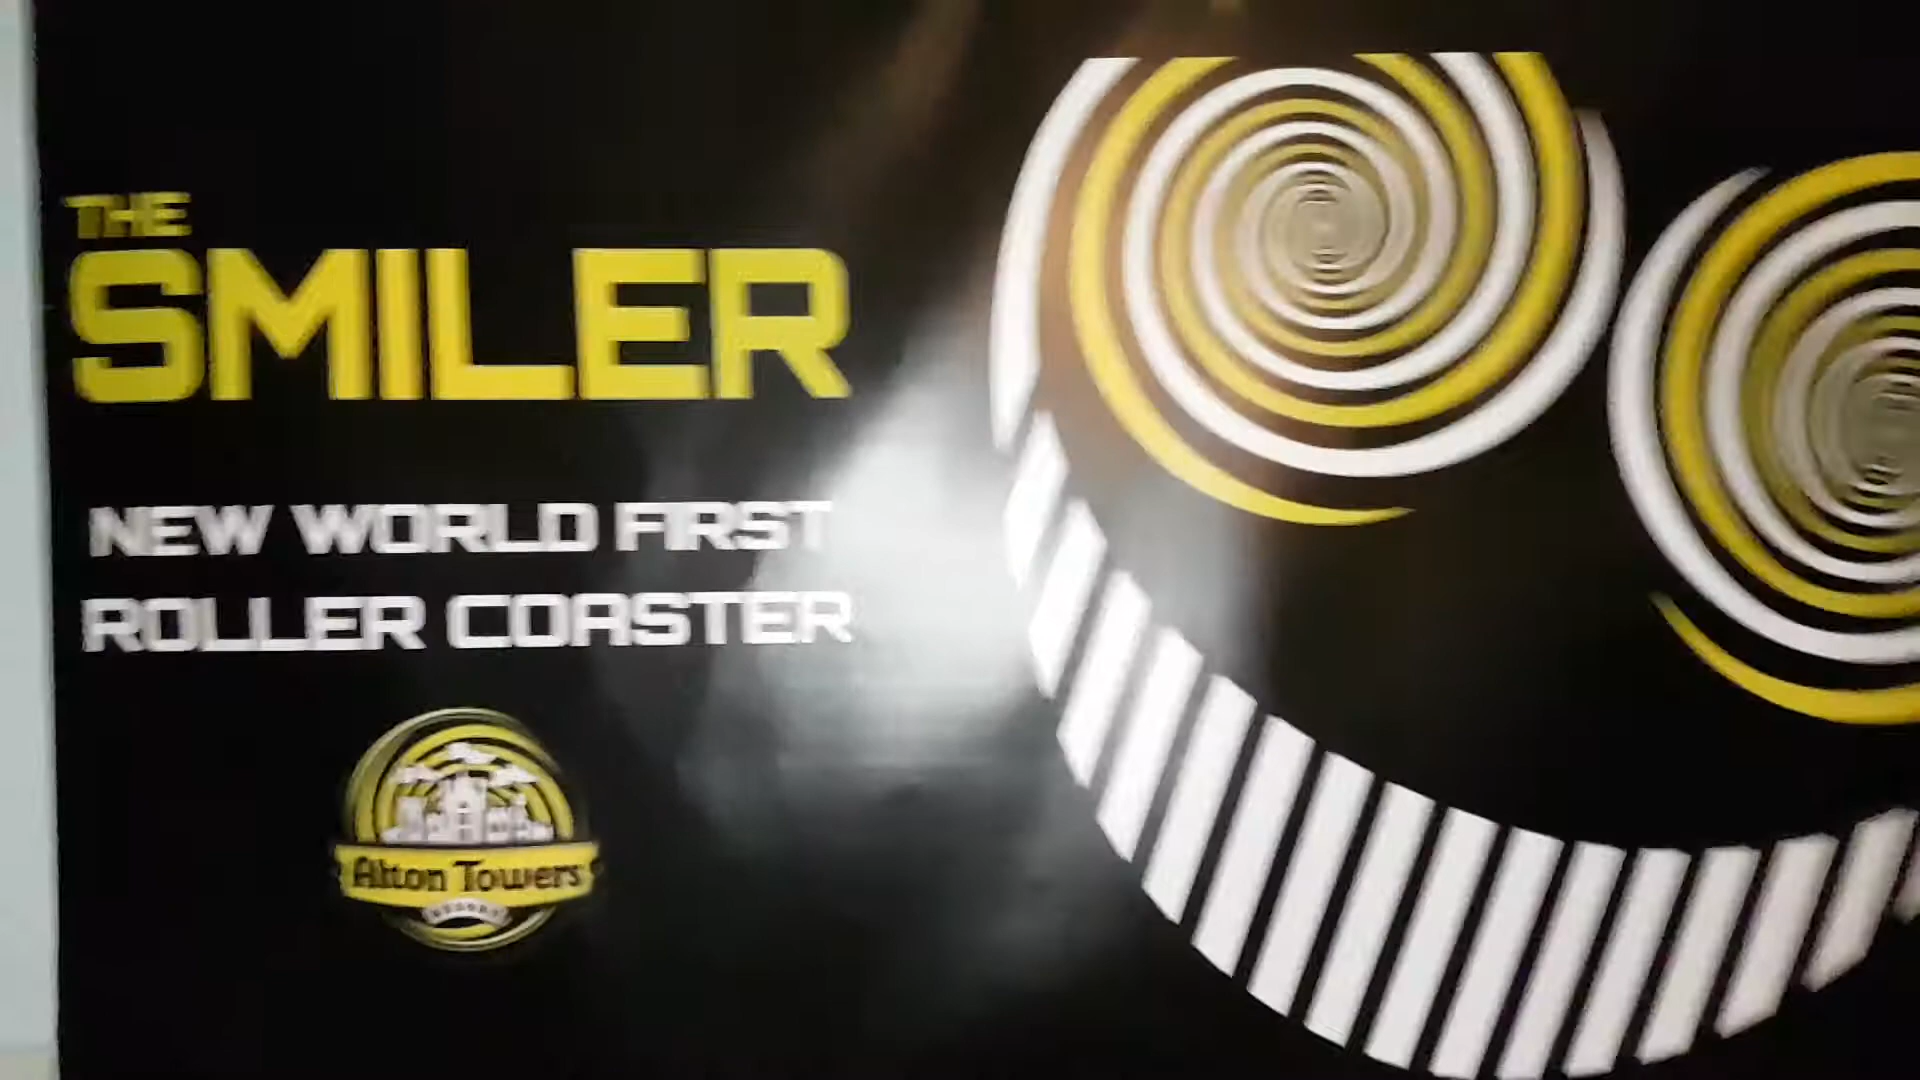 THE
SMILER
NEW WORLD FIRST
ROLLER COASTER
Alton Towers